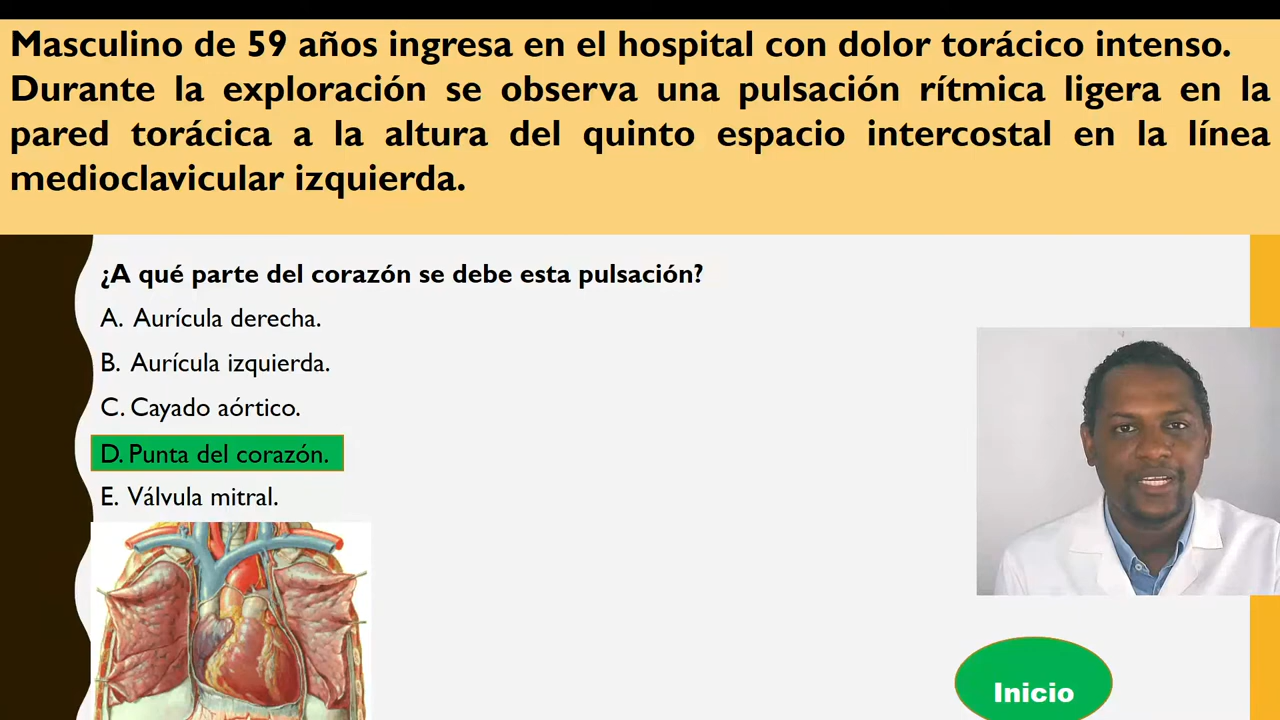 Masculino de 59 años ingresa en el hospital con dolor torácico intenso.
Durante la exploración se observa una pulsación rítmica ligera en la
pared torácica a la altura del quinto espacio intercostal en la línea
medioclavicular izquierda.
¿A qué parte del corazón se debe esta pulsación?
A. Aurícula derecha.
B. Aurícula izquierda.
C. Cayado aórtico.
D. Punta del corazón.
E. Válvula mitral.
Inicio